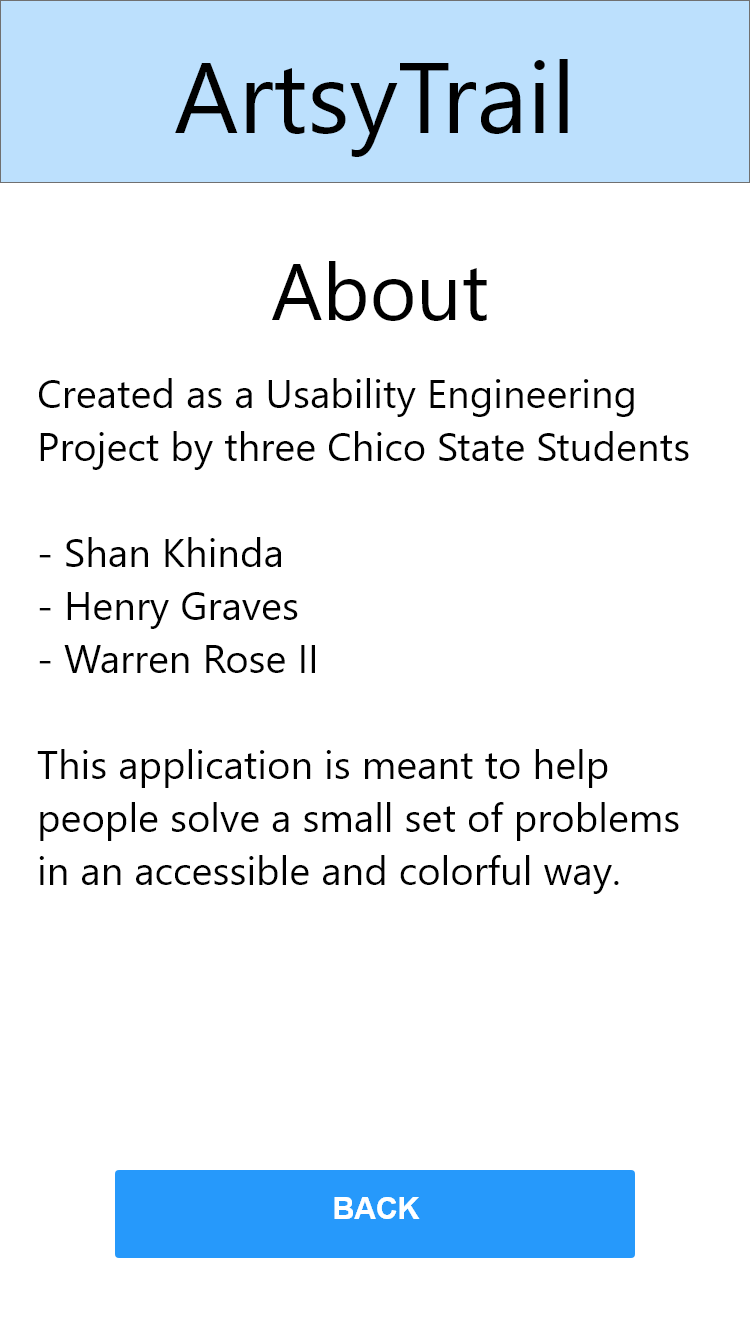 ArtsyTrail
About
Created as a Usability Engineering
Project by three Chico State Students
- Shan Khinda
- Henry Graves
- Warren Rose II
This application is meant to help
people solve a small set of problems
in an accessible and colorful way.
BACK